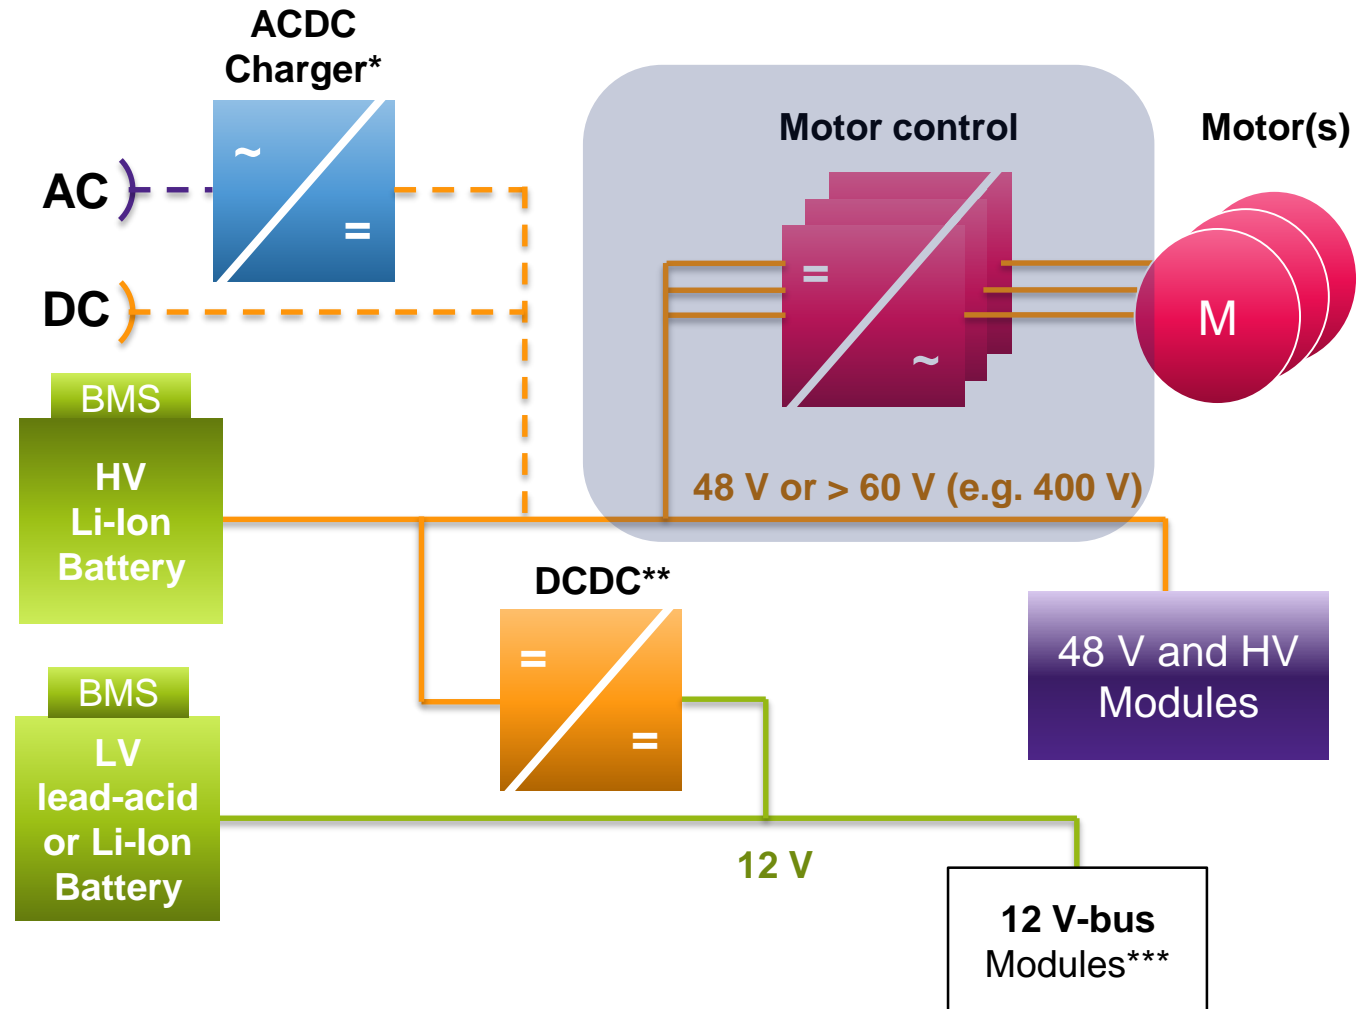 ACDC
Charger*
~
=
AC
DC
Motor control
=
~
Motor(s)
M
48 V or > 60 V (e.g. 400 V)
BMS
HV
Li-Ion
Battery
DCDC**
=
=
48 V and HV
Modules
BMS
LV
lead-acid
or Li-Ion
Battery
12 V
12 V-bus
Modules***